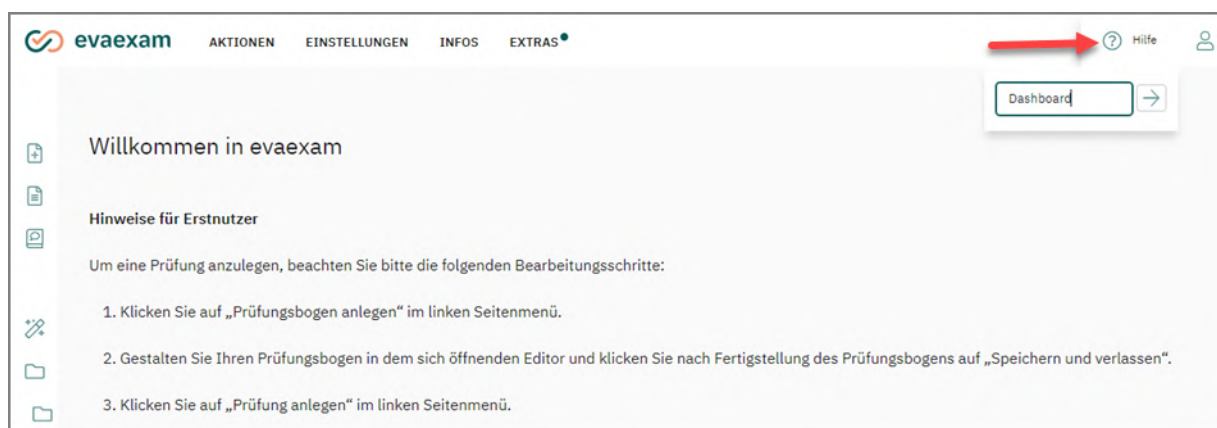 evaexam AKTIONEN EINSTELLUNGEN INFOS EXTRAS Hilfe
Dashboard
Willkommen in evaexam
Hinweise für Erstnutzer
Um eine Prüfung anzulegen, beachten Sie bitte die folgenden Bearbeitungsschritte:
1. Klicken Sie auf „Prüfungsbogen anlegen“ im linken Seitenmenü.
2. Gestalten Sie Ihren Prüfungsbogen in dem sich öffnenden Editor und klicken Sie nach Fertigstellung des Prüfungsbogens auf „Speichern und verlassen“.
3. Klicken Sie auf „Prüfung anlegen“ im linken Seitenmenü.